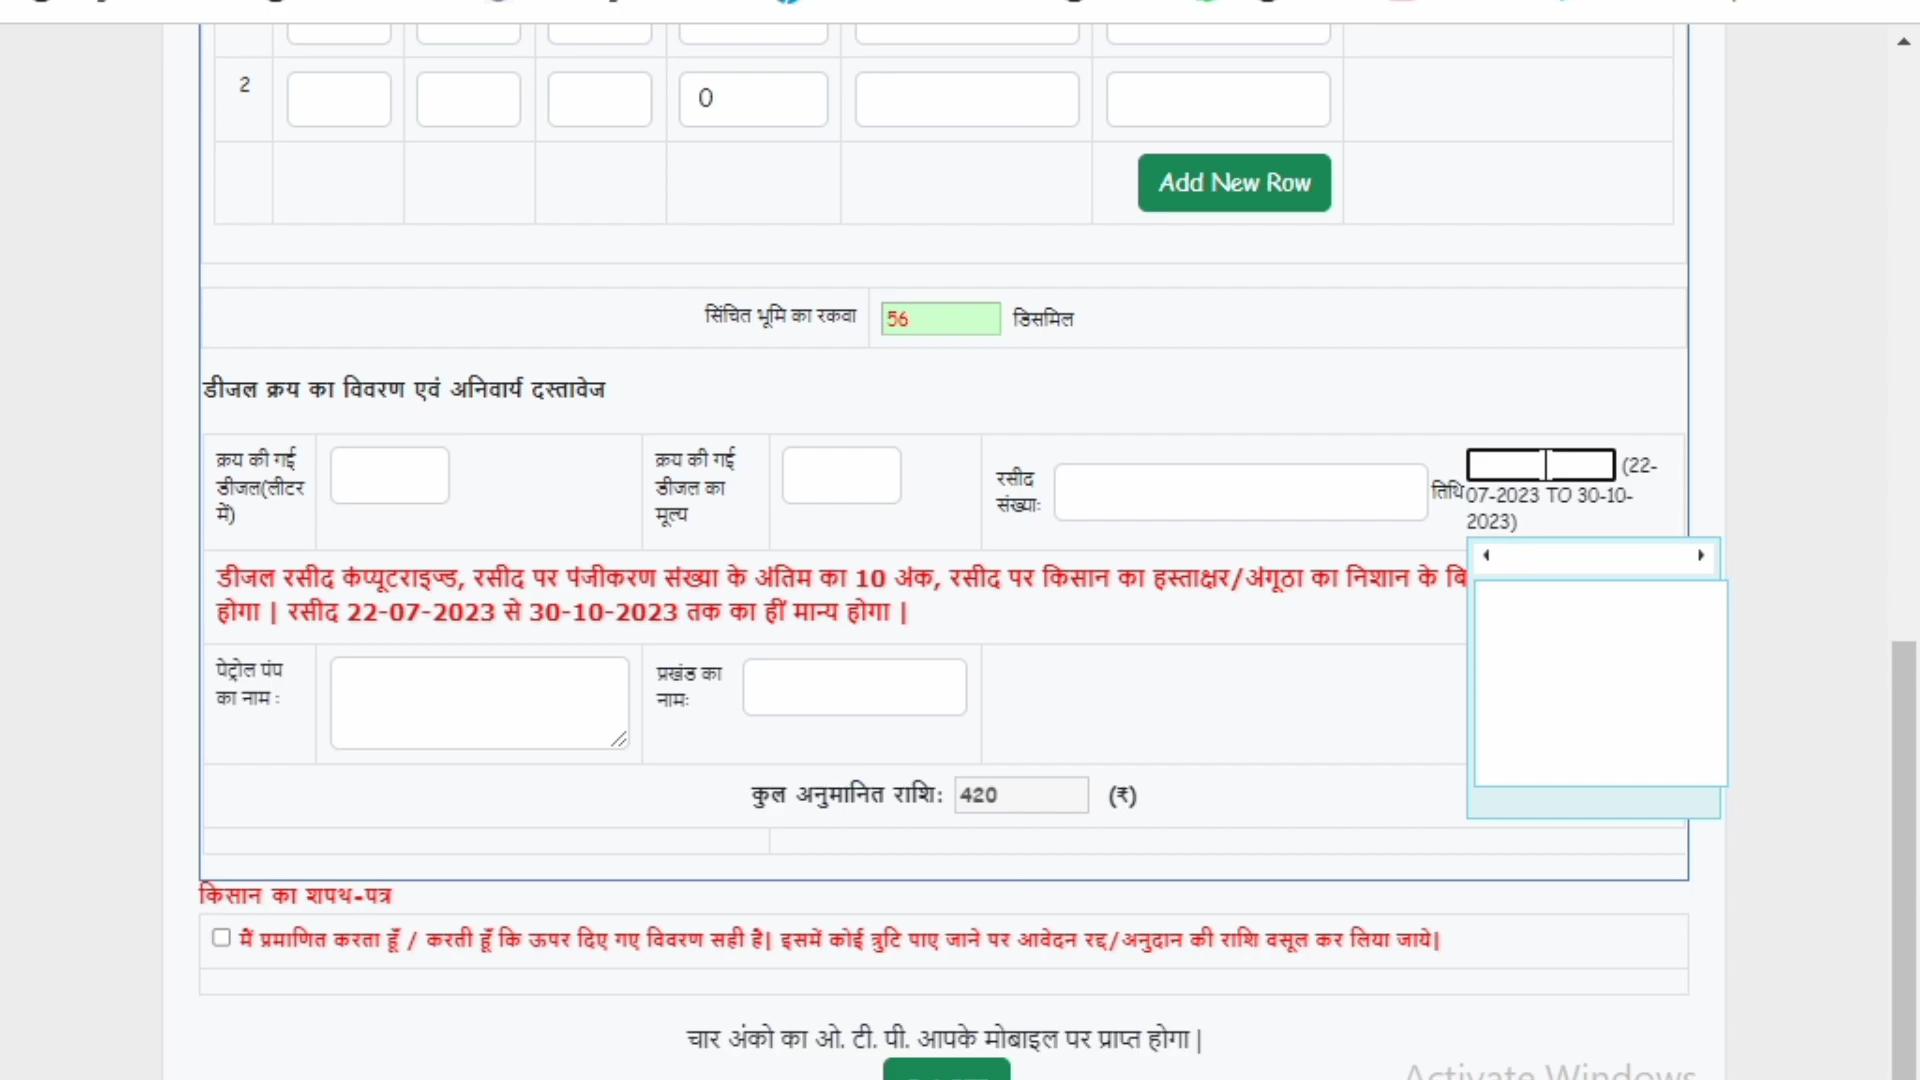 2
0
Add New Row
सिंचित भूमि का रकवा 56 डिसमिल
डीजल क्रय का विवरण एवं अनिवार्य दस्तावेज
क्रय की गई
डीजल(लीटर
में)
क्रय की गई
डीजल का
मूल्य
रसीद
संख्याः
तिथि
(22-
07-2023 TO 30-10-
2023)
डीजल रसीद कंप्यूटराइज्ड, रसीद पर पंजीकरण संख्या के अंतिम का 10 अंक, रसीद पर किसान का हस्ताक्षर/अंगूठा का निशान के बि
होगा | रसीद 22-07-2023 से 30-10-2023 तक का हीं मान्य होगा |
पेट्रोल पंप
का नाम :
प्रखंड का
नामः
कुल अनुमानित राशि: 420 (₹)
किसान का शपथ-पत्र
मैं प्रमाणित करता हूँ / करती हूँ कि ऊपर दिए गए विवरण सही है| इसमें कोई त्रुटि पाए जाने पर आवेदन रद्द/अनुदान की राशि वसूल कर लिया जाये|
चार अंको का ओ. टी. पी. आपके मोबाइल पर प्राप्त होगा |
Activate Windows